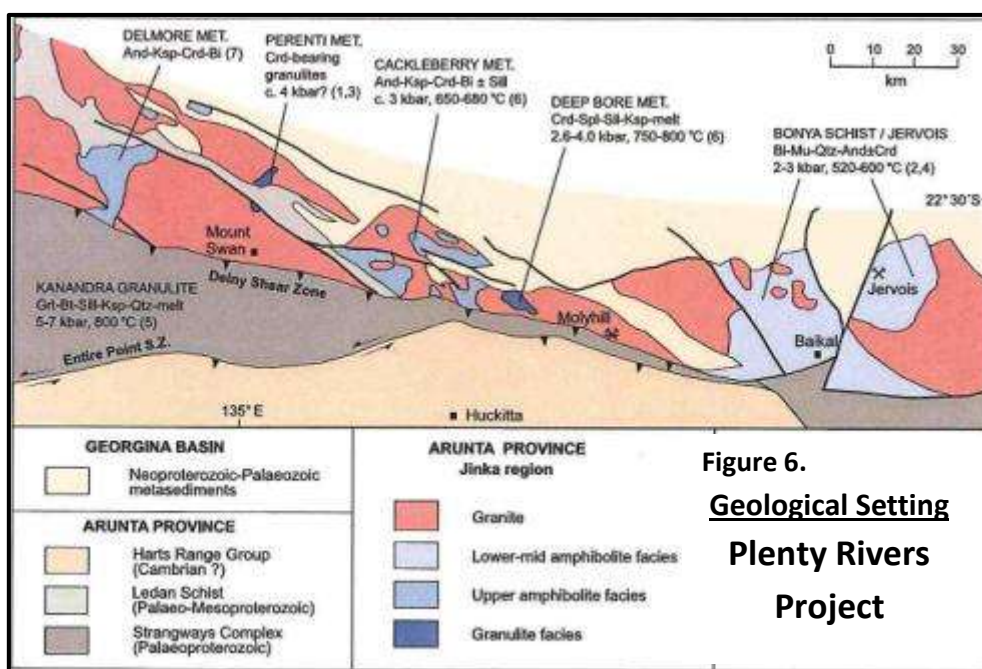 DELMORE MET.
And-Ksp-Crd-Bi (7)
PERENTI MET.
Crd-bearing
granulites
c. 4 kbar? (1,3)
CACKLEBERRY MET.
And-Ksp-Crd-Bi ± Sill
c. 3 kbar, 650-680 °C (6)
DEEP BORE MET.
Crd-Spl-Sil-Ksp-melt
2.6-4.0 kbar, 750-800 °C (6)
0 10 20 30
km
BONYA SCHIST / JERVOIS
Bi-Mu-Qtz-And±Crd
2-3 kbar, 520-600 °C (2,4)
22°30'S
Mount
Swan
Delny Shear Zone
KANANDRA GRANULITE
Grt-Bt-Sill-Ksp-Qtz-melt
5-7 kbar, 800 °C (5)
Entire Point S.Z.
Jervois
Molyhill
Baikal
135°E
Huckitta
GEORGINA BASIN
Neoproterozoic-Palaeozoic
metasediments
ARUNTA PROVINCE
Harts Range Group
(Cambrian ?)
Ledan Schist
(Palaeo-Mesoproterozoic)
Strangways Complex
(Palaeoproterozoic)
ARUNTA PROVINCE
Jinka region
Granite
Lower-mid amphibolite facies
Upper amphibolite facies
Granulite facies
Figure 6.
Geological Setting
Plenty Rivers
Project